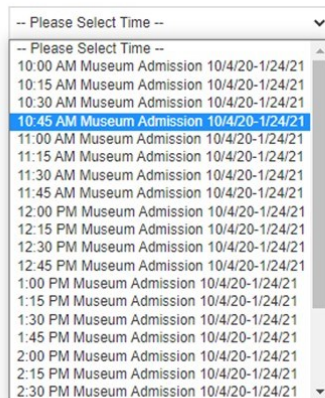 -- Please Select Time --
-- Please Select Time --
10:00 AM Museum Admission 10/4/20-1/24/21
10:15 AM Museum Admission 10/4/20-1/24/21
10:30 AM Museum Admission 10/4/20-1/24/21
10:45 AM Museum Admission 10/4/20-1/24/21
11:00 AM Museum Admission 10/4/20-1/24/21
11:15 AM Museum Admission 10/4/20-1/24/21
11:30 AM Museum Admission 10/4/20-1/24/21
11:45 AM Museum Admission 10/4/20-1/24/21
12:00 PM Museum Admission 10/4/20-1/24/21
12:15 PM Museum Admission 10/4/20-1/24/21
12:30 PM Museum Admission 10/4/20-1/24/21
12:45 PM Museum Admission 10/4/20-1/24/21
1:00 PM Museum Admission 10/4/20-1/24/21
1:15 PM Museum Admission 10/4/20-1/24/21
1:30 PM Museum Admission 10/4/20-1/24/21
1:45 PM Museum Admission 10/4/20-1/24/21
2:00 PM Museum Admission 10/4/20-1/24/21
2:15 PM Museum Admission 10/4/20-1/24/21
2:30 PM Museum Admission 10/4/20-1/24/21